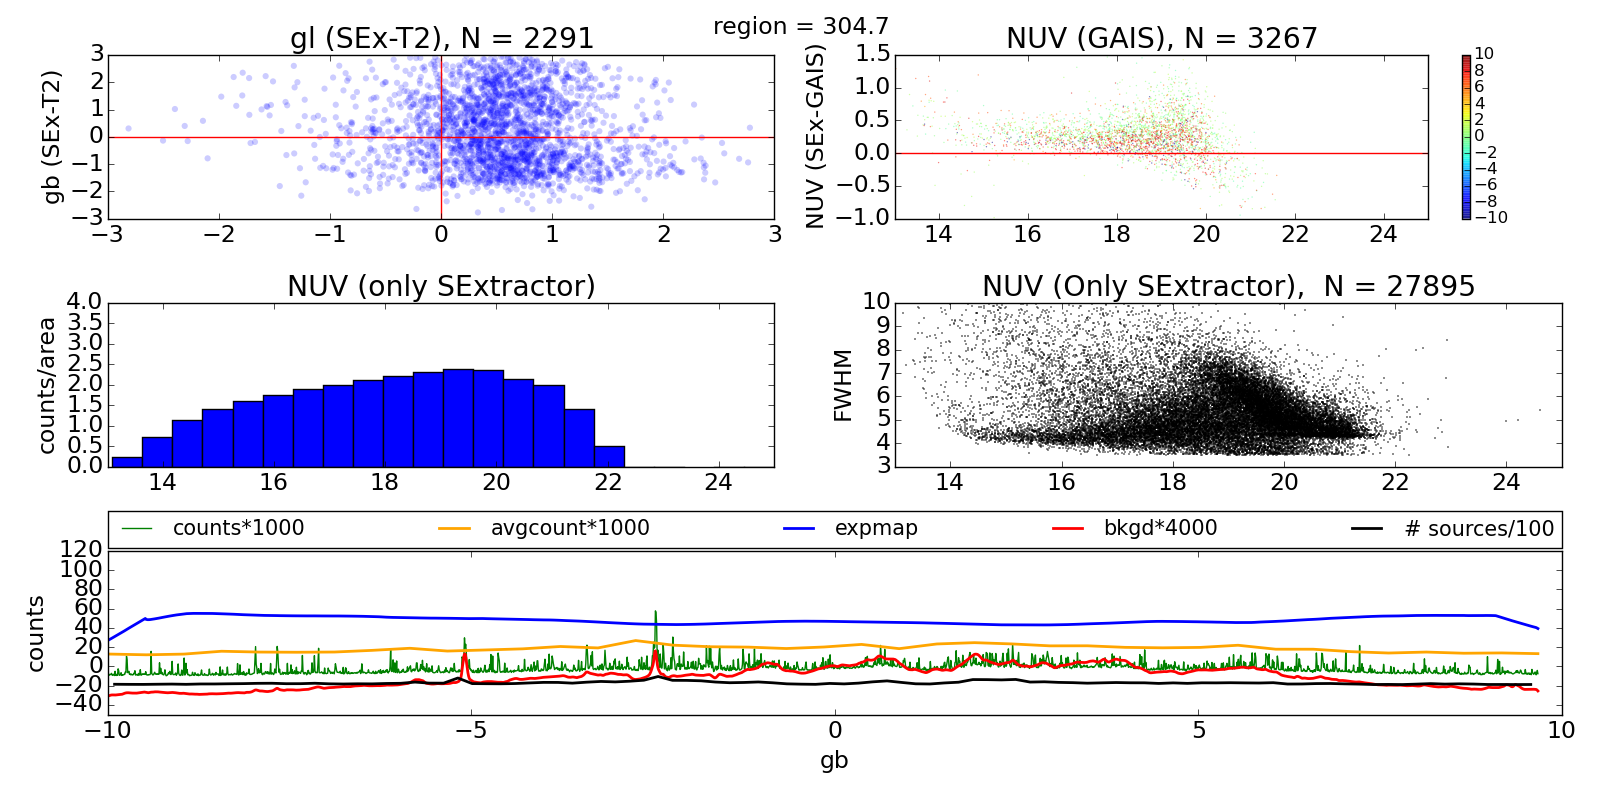 region = 304.7
gl (SEx-T2), N = 2291
gb (SEx-T2)
3
2
1
0
−1
−2
−3
−3 −2 −1 0 1 2 3
NUV (GAIS), N = 3267
NUV (SEx-GAIS)
1.5
1.0
0.5
0.0
−0.5
−1.0
14 16 18 20 22 24
10
8
6
4
2
0
−2
−4
−6
−8
−10
NUV (only SExtractor)
counts/area
4.0
3.5
3.0
2.5
2.0
1.5
1.0
0.5
0.0
14 16 18 20 22 24
NUV (Only SExtractor), N = 27895
FWHM
10
9
8
7
6
5
4
3
14 16 18 20 22 24
counts*1000 avgcount*1000 expmap bkgd*4000 # sources/100
counts
120
100
80
60
40
20
0
−20
−40
−10 −5 0 5 10
gb